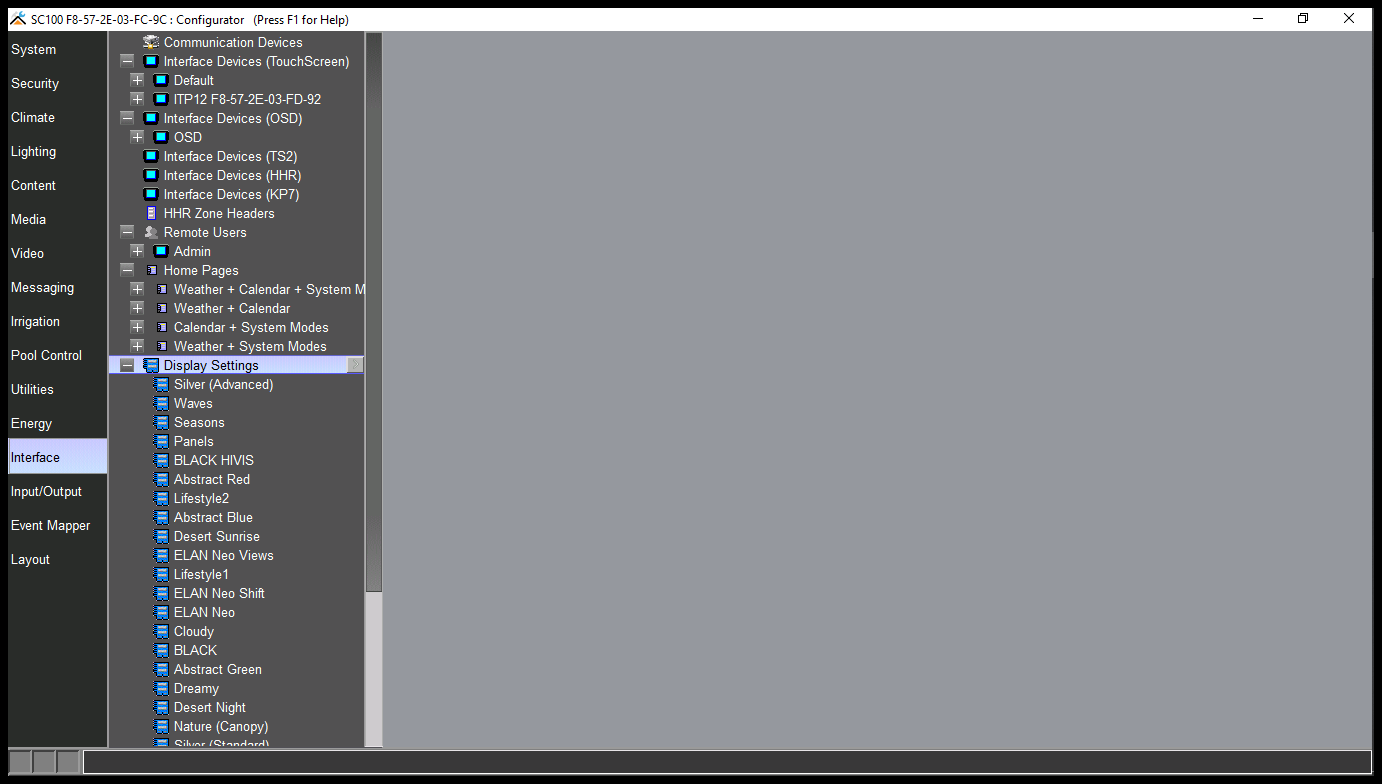 SC100 F8-57-2E-03-FC-9C : Configurator (Press F1 for Help)
System
Security
Climate
Lighting
Content
Media
Video
Messaging
Irrigation
Pool Control
Utilities
Energy
Interface
Input/Output
Event Mapper
Layout
Communication Devices
Interface Devices (TouchScreen)
Default
ITP12 F8-57-2E-03-FD-92
Interface Devices (OSD)
OSD
Interface Devices (TS2)
Interface Devices (HHR)
Interface Devices (KP7)
HHR Zone Headers
Remote Users
Admin
Home Pages
Weather + Calendar + System M
Weather + Calendar
Calendar + System Modes
Weather + System Modes
Display Settings
Silver (Advanced)
Waves
Seasons
Panels
BLACK HIVIS
Abstract Red
Lifestyle2
Abstract Blue
Desert Sunrise
ELAN Neo Views
Lifestyle1
ELAN Neo Shift
ELAN Neo
Cloudy
BLACK
Abstract Green
Dreamy
Desert Night
Nature (Canopy)
Silver (Standard)